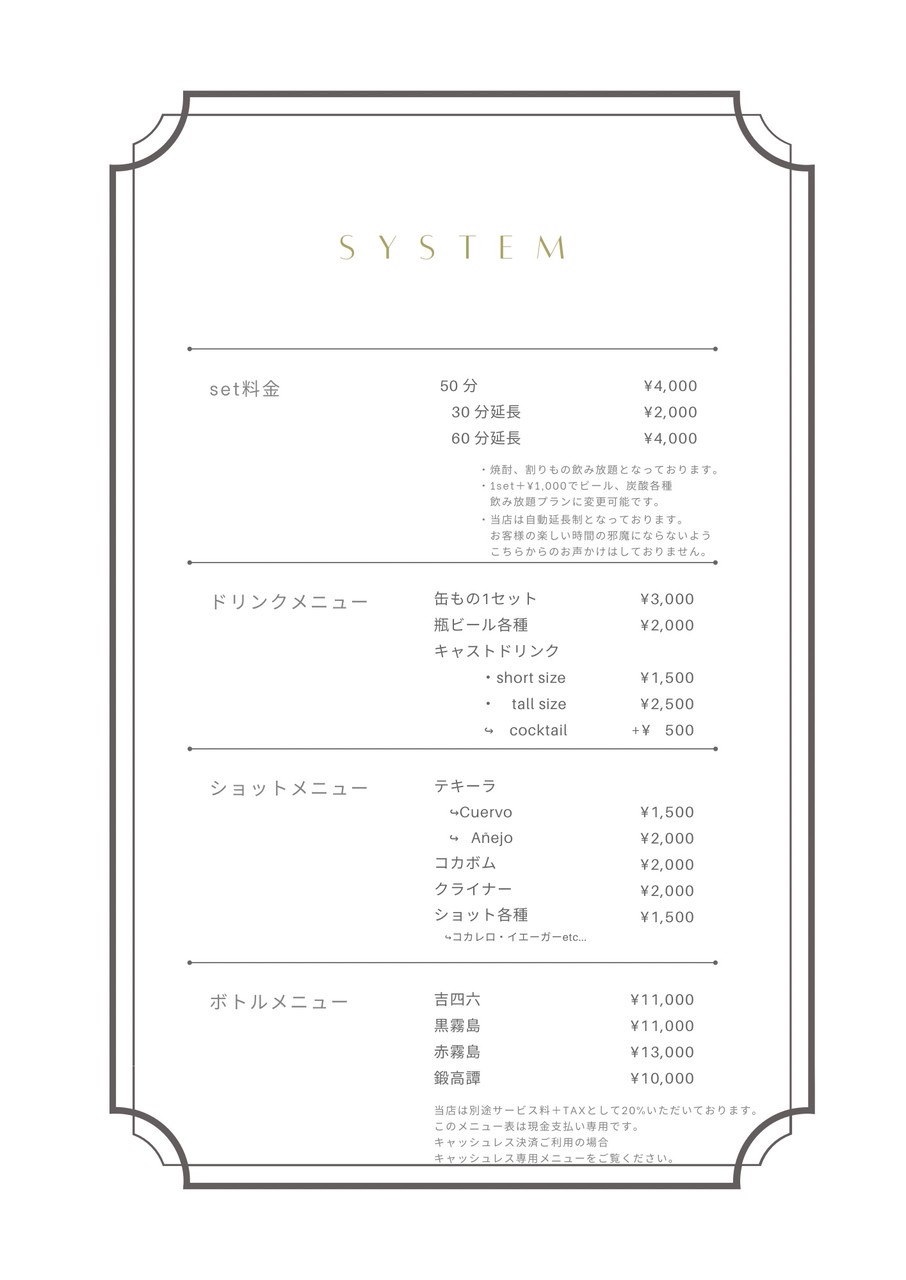 SYSTEM
set料金
50 分 ¥4,000
30 分延長 ¥2,000
60 分延長 ¥4,000
・焼酎、割りもの飲み放題となっております。
・1set＋¥1,000でビール、炭酸各種
飲み放題プランに変更可能です。
・当店は自動延長制となっております。
お客様の楽しい時間の邪魔にならないよう
こちらからのお声かけはしておりません。
ドリンクメニュー
缶もの1セット ¥3,000
瓶ビール各種 ¥2,000
キャストドリンク
・short size ¥1,500
・ tall size ¥2,500
↪ cocktail +¥ 500
ショットメニュー
テキーラ
↪Cuervo ¥1,500
↪ Añejo ¥2,000
コカボム ¥2,000
クライナー ¥2,000
ショット各種 ¥1,500
↪コカレロ・イエーガーetc...
ボトルメニュー
吉四六 ¥11,000
黒霧島 ¥11,000
赤霧島 ¥13,000
鍛高譚 ¥10,000
当店は別途サービス料＋TAXとして20%いただいております。
このメニュー表は現金支払い専用です。
キャッシュレス決済ご利用の場合
キャッシュレス専用メニューをご覧ください。